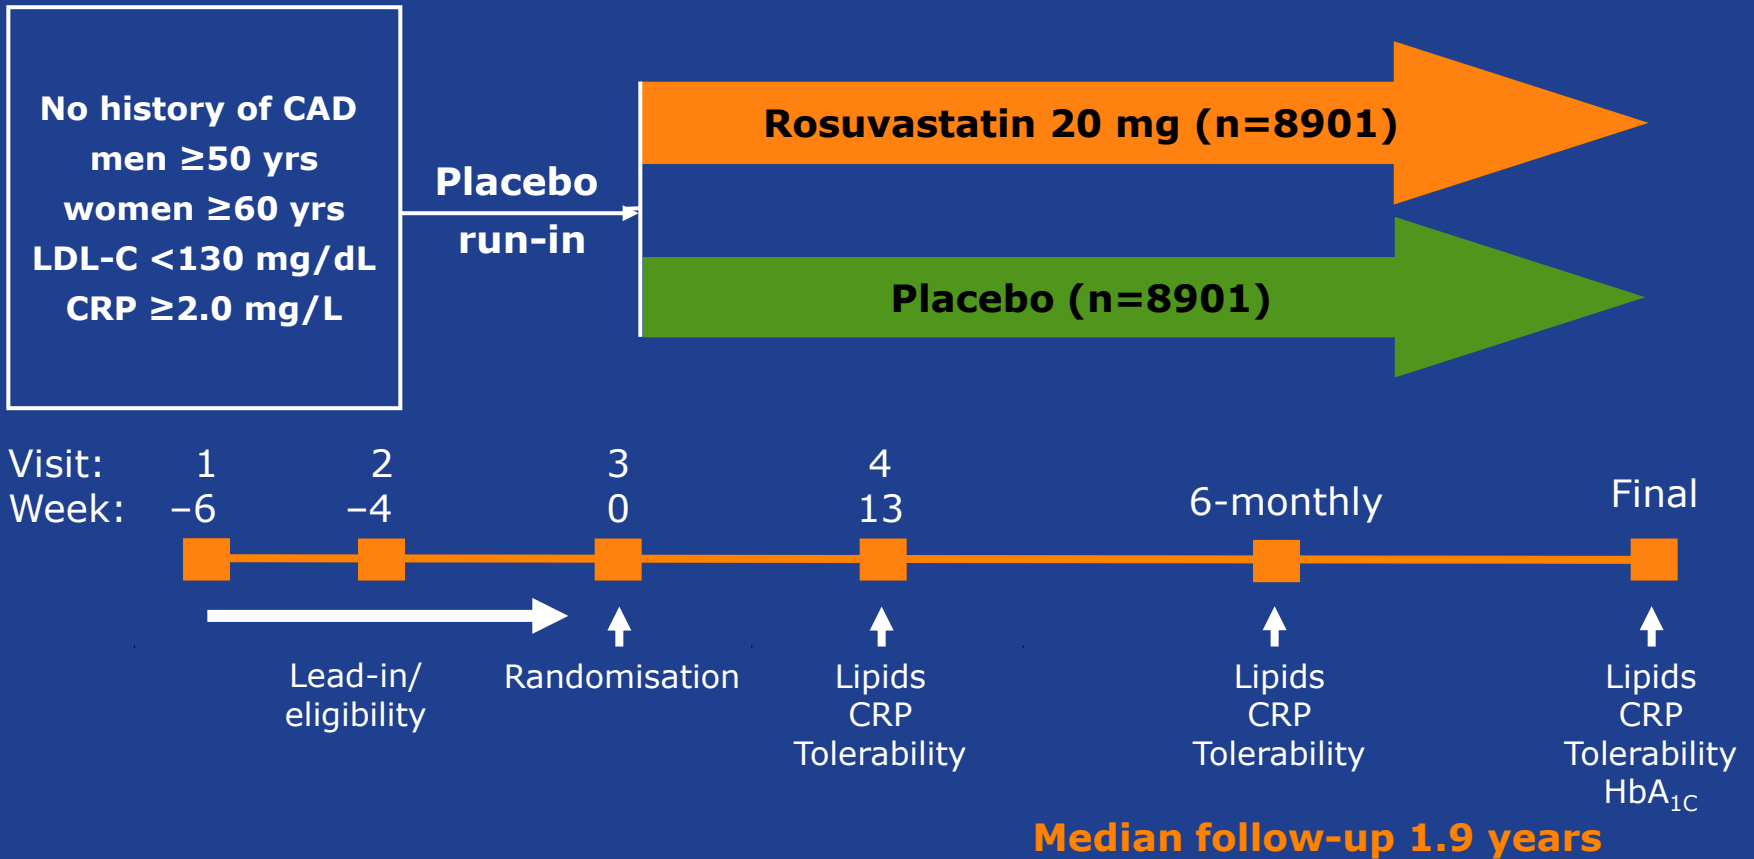 No history of CAD
men ≥50 yrs
women ≥60 yrs
LDL-C <130 mg/dL
CRP ≥2.0 mg/L
Placebo
run-in
Rosuvastatin 20 mg (n=8901)
Placebo (n=8901)
Visit: 1 2 3 4
Week: –6 –4 0 13 6-monthly Final
Lead-in/
eligibility
Randomisation
Lipids
CRP
Tolerability
Lipids
CRP
Tolerability
Lipids
CRP
Tolerability
HbA1C
Median follow-up 1.9 years